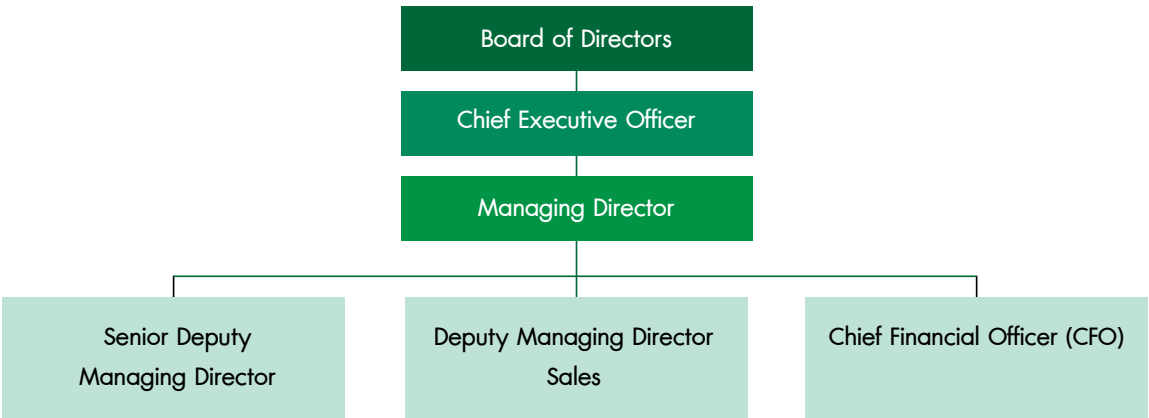 Board of Directors
Chief Executive Officer
Managing Director
Senior Deputy
Managing Director
Deputy Managing Director
Sales
Chief Financial Officer (CFO)